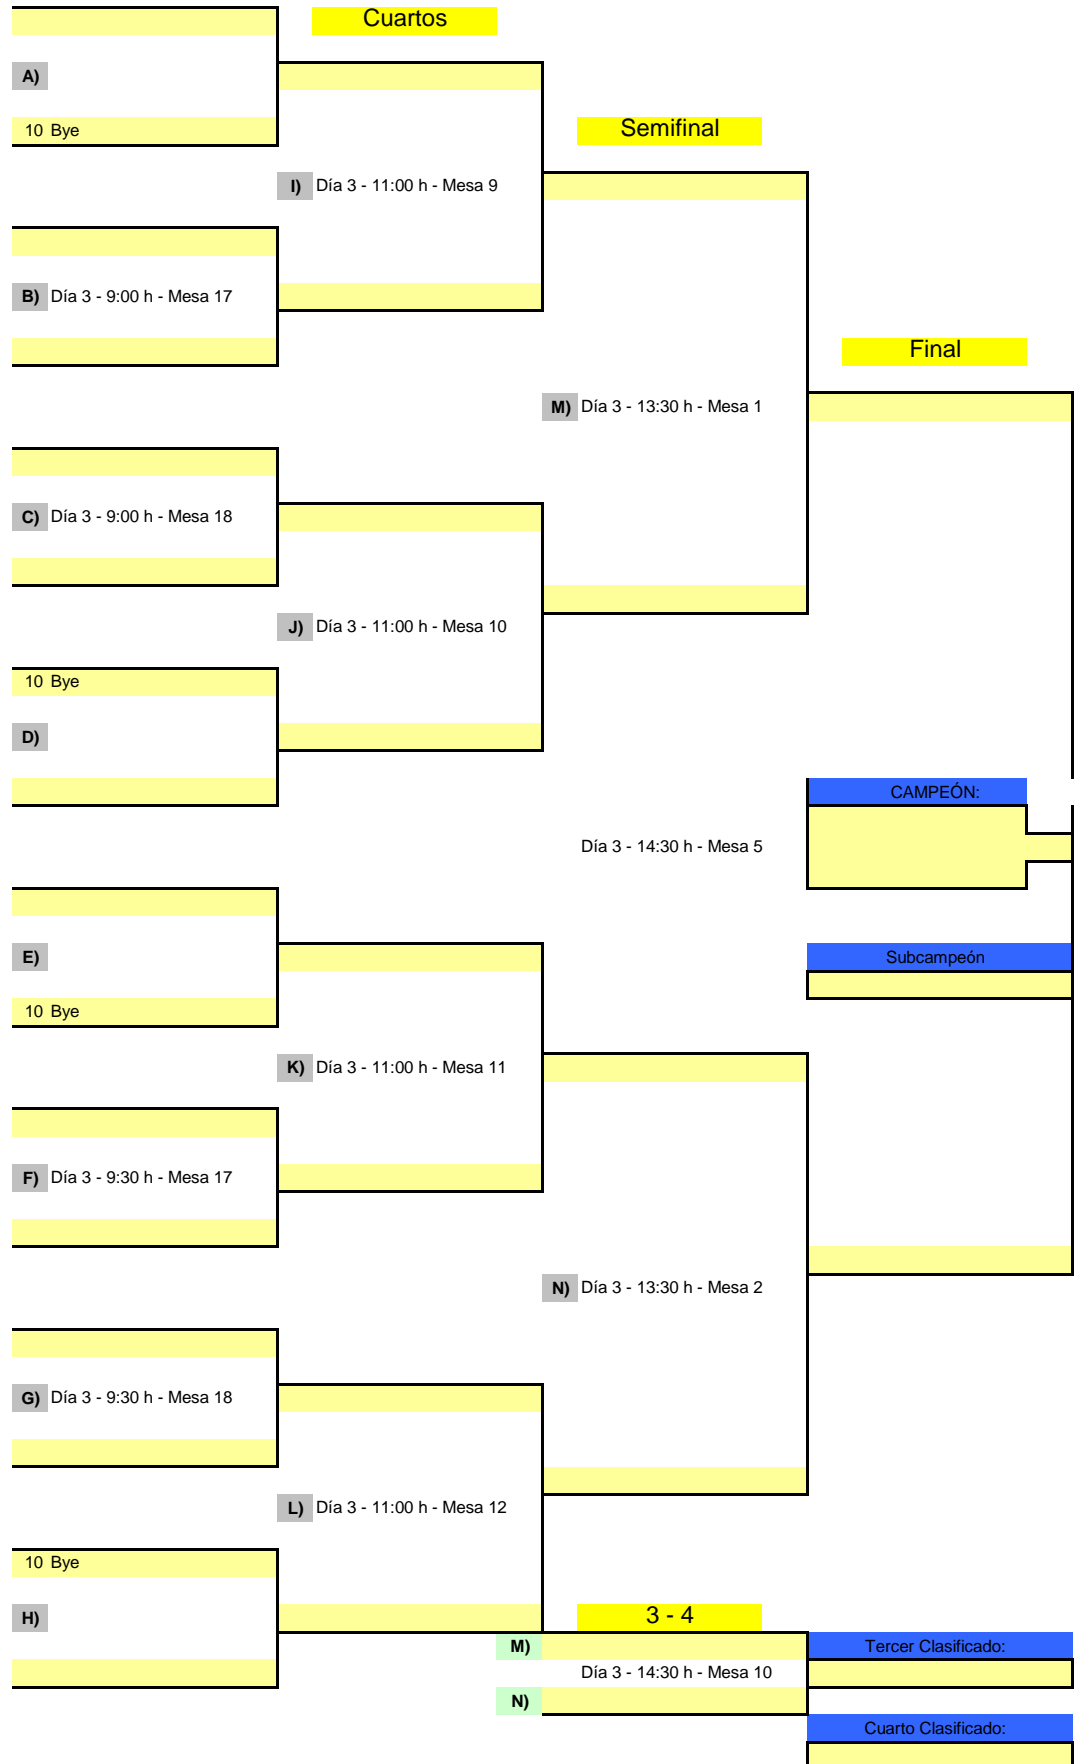 Cuartos
A)
10 Bye
Semifinal
I) Día 3 - 11:00 h - Mesa 9
B) Día 3 - 9:00 h - Mesa 17
Final
M) Día 3 - 13:30 h - Mesa 1
C) Día 3 - 9:00 h - Mesa 18
J) Día 3 - 11:00 h - Mesa 10
10 Bye
D)
CAMPEÓN:
Día 3 - 14:30 h - Mesa 5
E)
Subcampeón
10 Bye
K) Día 3 - 11:00 h - Mesa 11
F) Día 3 - 9:30 h - Mesa 17
N) Día 3 - 13:30 h - Mesa 2
G) Día 3 - 9:30 h - Mesa 18
L) Día 3 - 11:00 h - Mesa 12
10 Bye
H)
3 - 4
M)
Tercer Clasificado:
Día 3 - 14:30 h - Mesa 10
N)
Cuarto Clasificado: